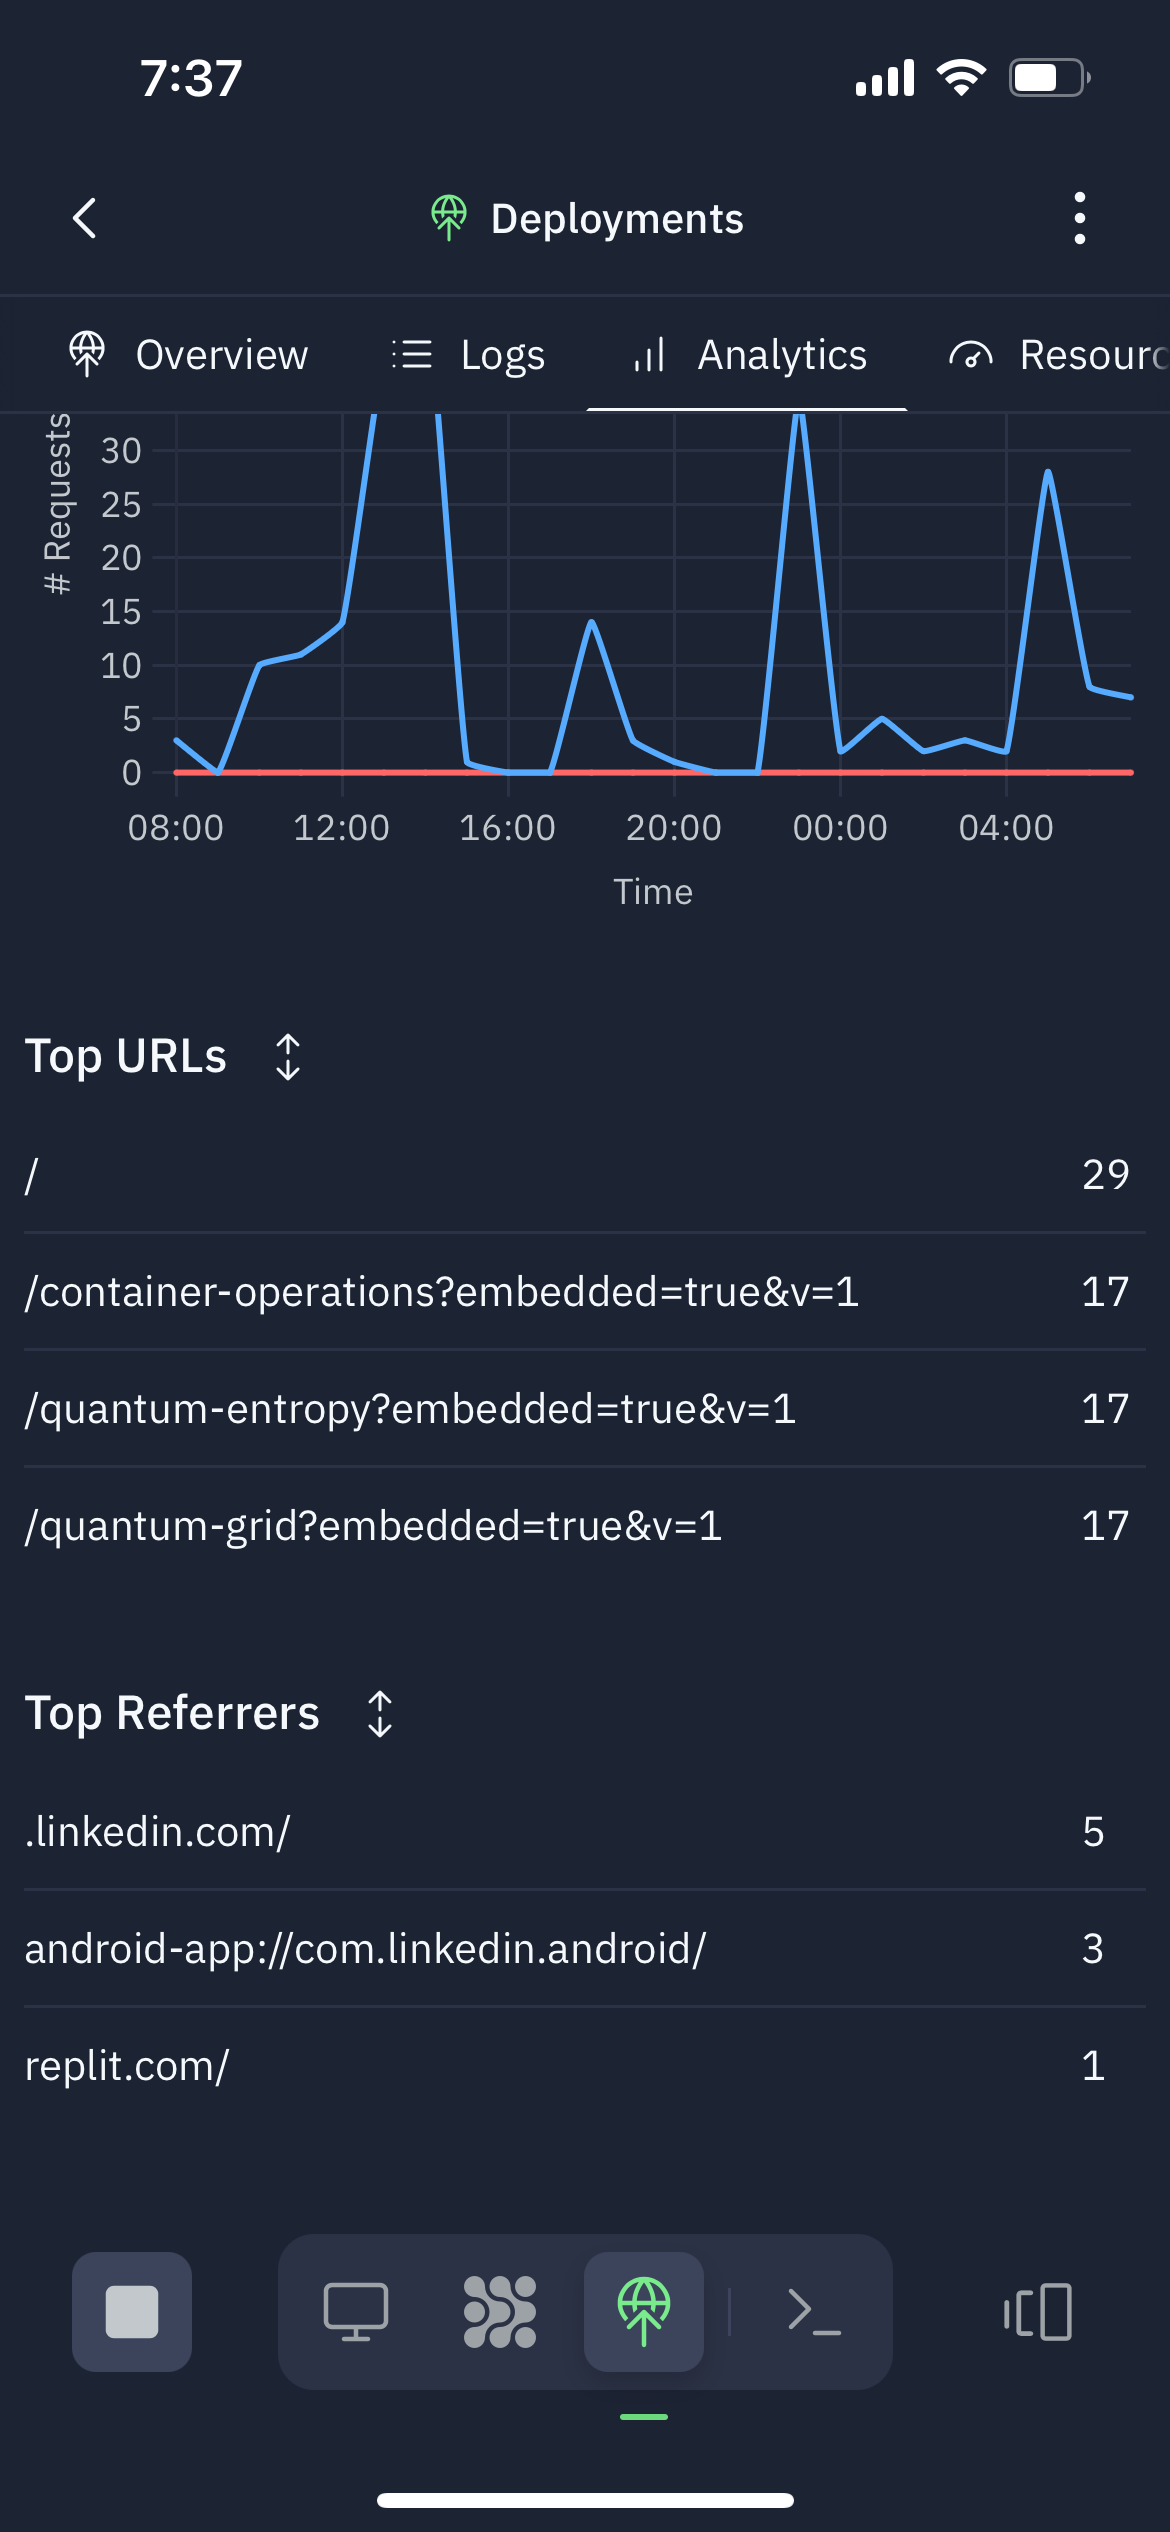 7:37
Deployments
Overview
Logs
Analytics
Resourc
# Requests
30
25
20
15
10
5
0
08:00 12:00 16:00 20:00 00:00 04:00
Time
Top URLs
/ 29
/container-operations?embedded=true&v=1 17
/quantum-entropy?embedded=true&v=1 17
/quantum-grid?embedded=true&v=1 17
Top Referrers
.linkedin.com/ 5
android-app://com.linkedin.android/ 3
replit.com/ 1